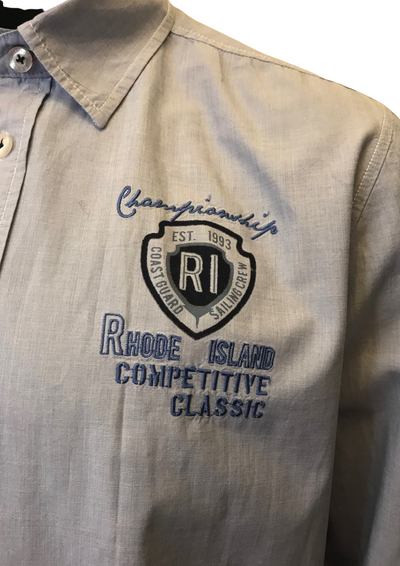 Championship
EST. 1993
COAST GUARD
SAILING CREW
RI
RHODE ISLAND
COMPETITIVE
CLASSIC